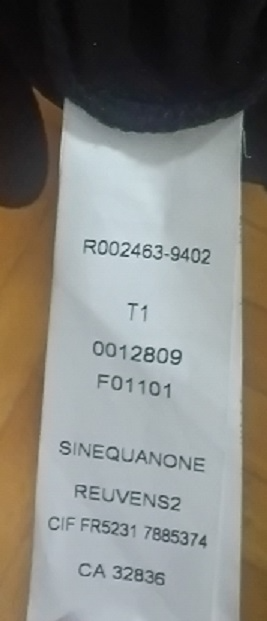 R002463-9402
T1
0012809
F01101
SINEQUANONE
REUVENS2
CIF FR5231 7885374
CA 32836